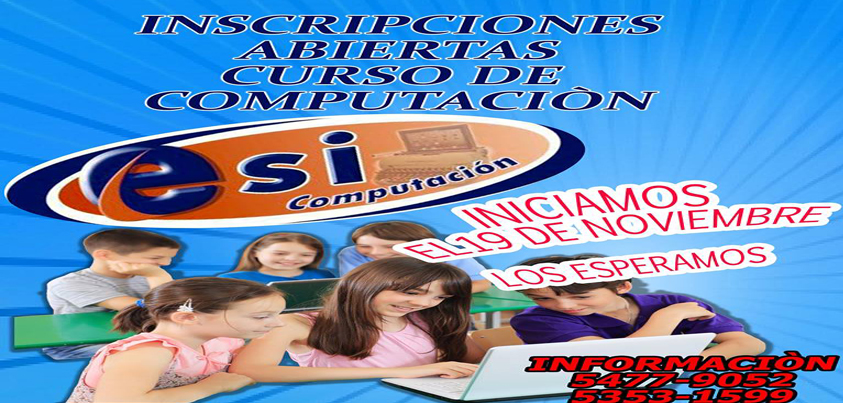 INSCRIPCIONES
ABIERTAS
CURSO DE
COMPUTACIÒN
esi
Computación
INICIAMOS
EL19 DE NOVIEMBRE
LOS ESPERAMOS
INFORMACIÒN
5477-9052
5353-1599